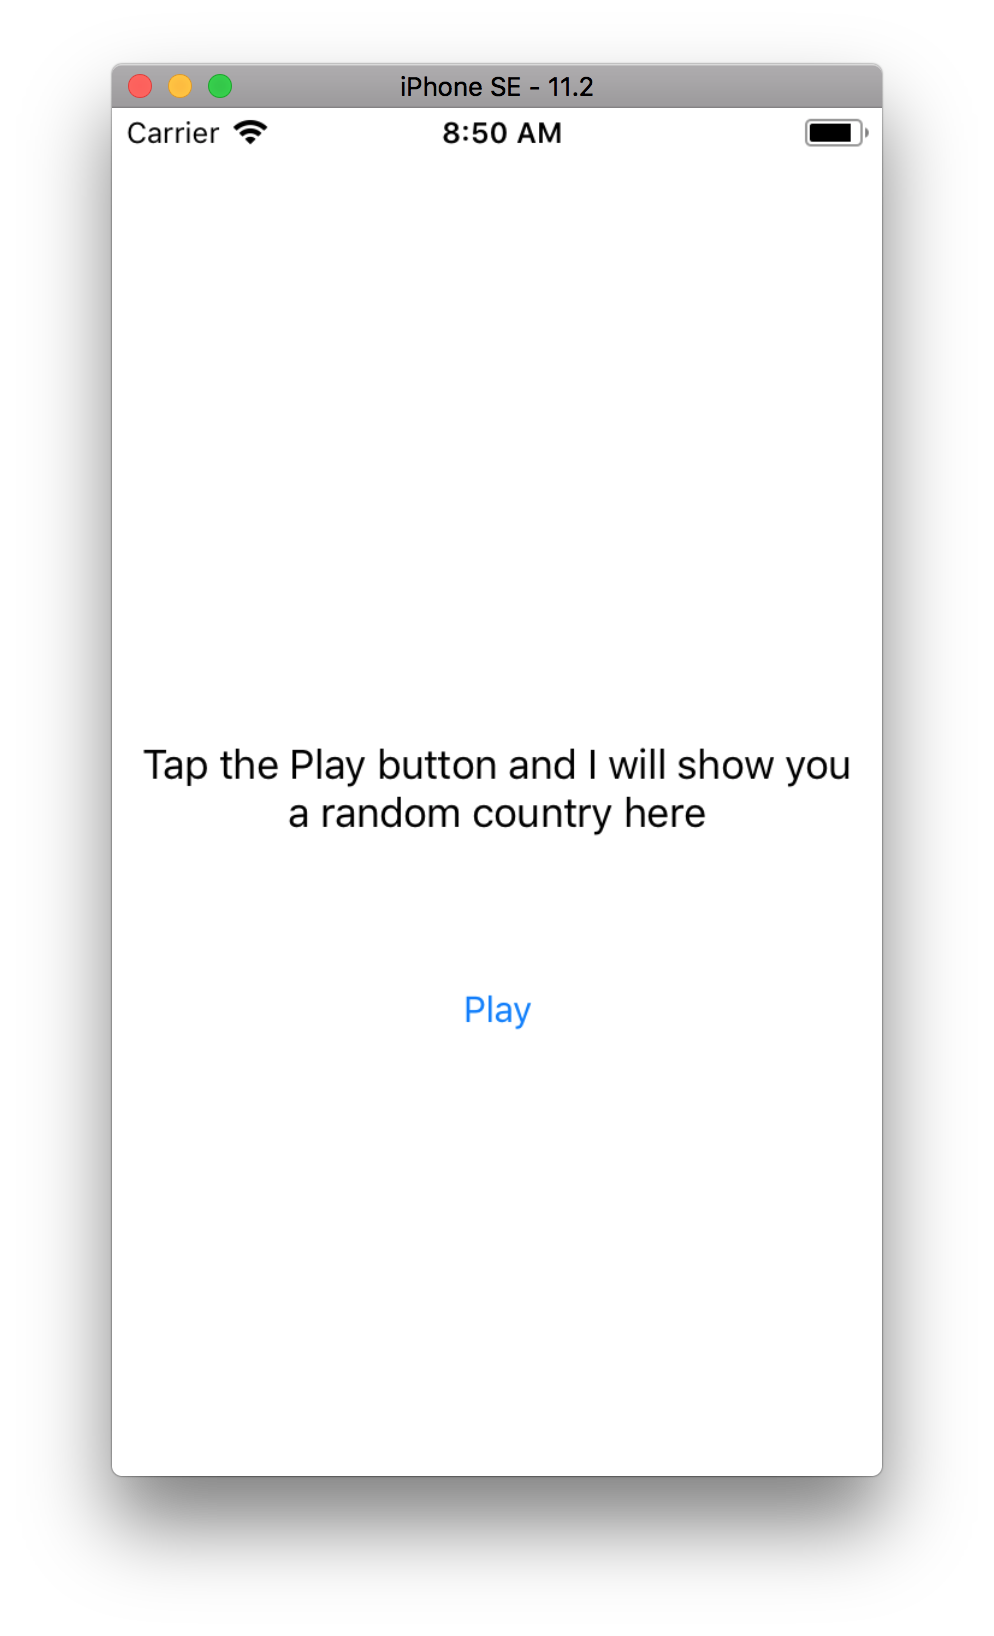 iPhone SE - 11.2
Carrier 8:50 AM
Tap the Play button and I will show you
a random country here
Play